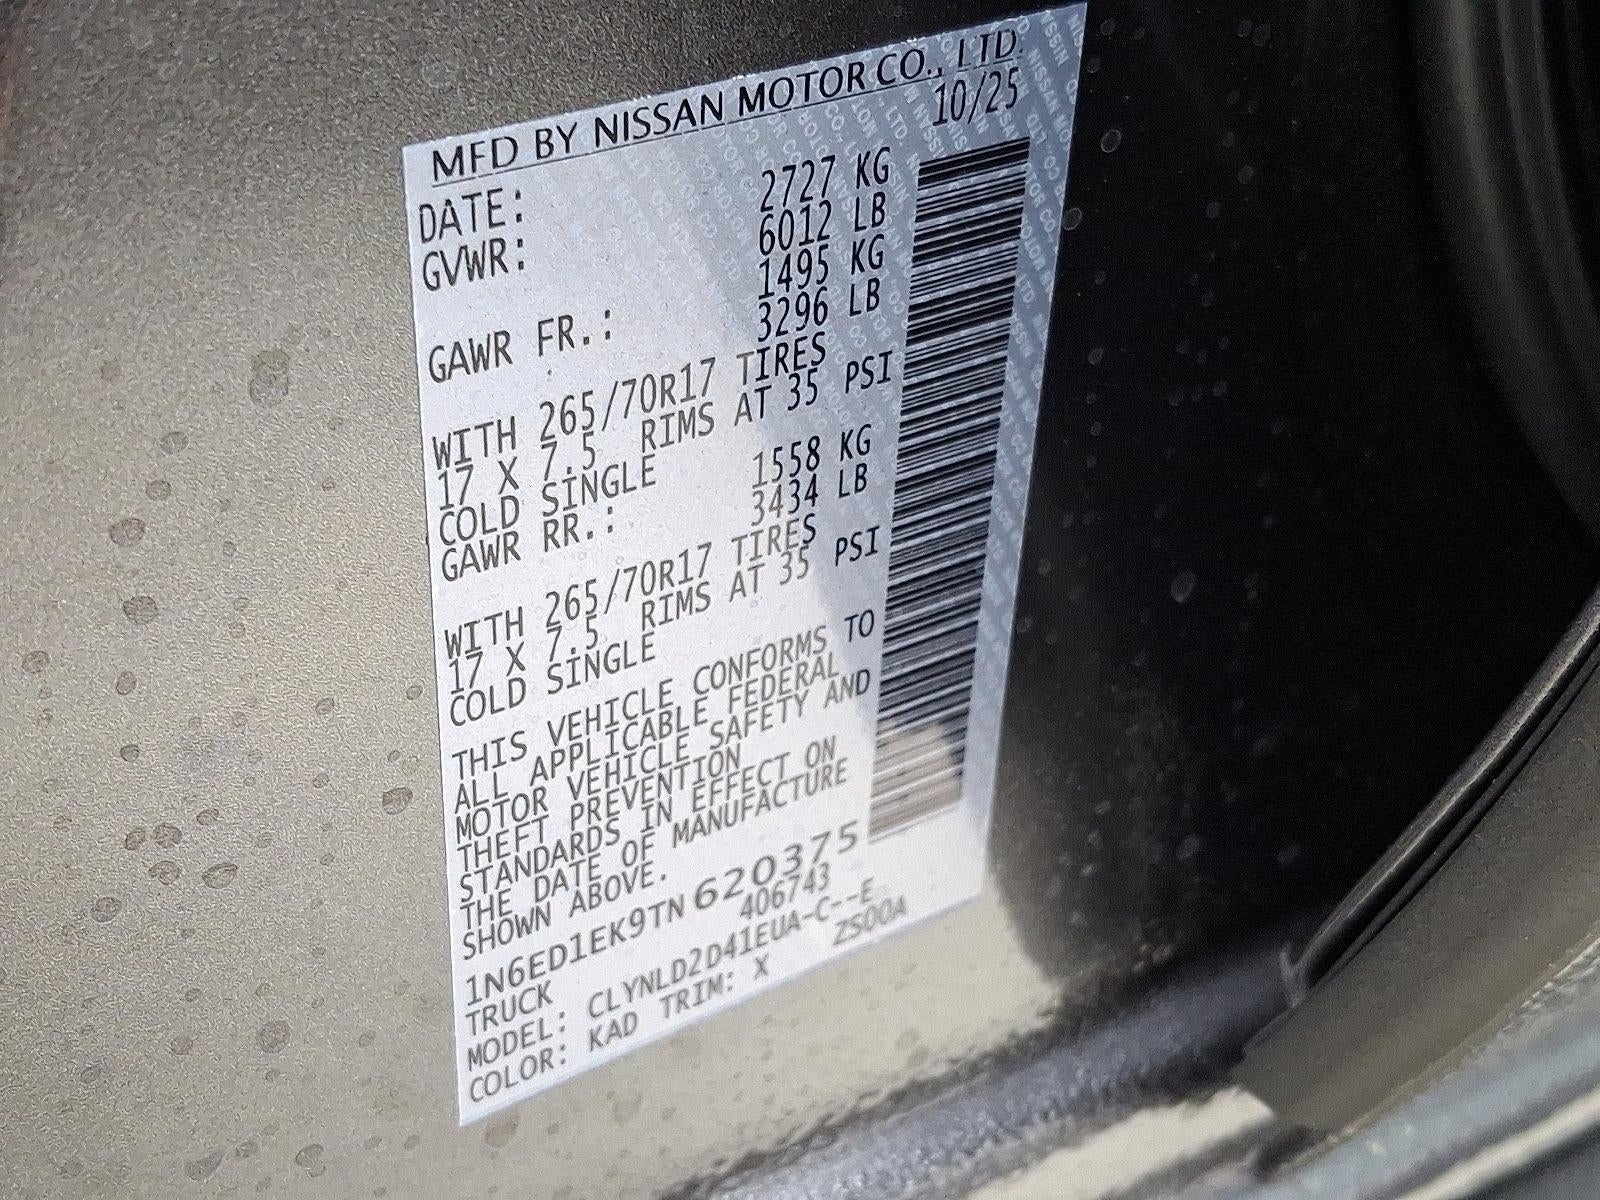 MFD BY NISSAN MOTOR CO., LTD.
DATE: 10/25
GVWR: 2727 KG
6012 LB
GAWR FR.: 1495 KG
3296 LB
WITH 265/70R17 TIRES
17 X 7.5 RIMS AT 35 PSI
COLD SINGLE
GAWR RR.: 1558 KG
3434 LB
WITH 265/70R17 TIRES
17 X 7.5 RIMS AT 35 PSI
COLD SINGLE
THIS VEHICLE CONFORMS TO
ALL APPLICABLE FEDERAL
MOTOR VEHICLE SAFETY AND
THEFT PREVENTION
STANDARDS IN EFFECT ON
THE DATE OF MANUFACTURE
SHOWN ABOVE.
1N6ED1EK9TN620375
TRUCK 406743
MODEL: CLYNLD2D41EUA-C--E
COLOR: KAD TRIM: X ZS00A